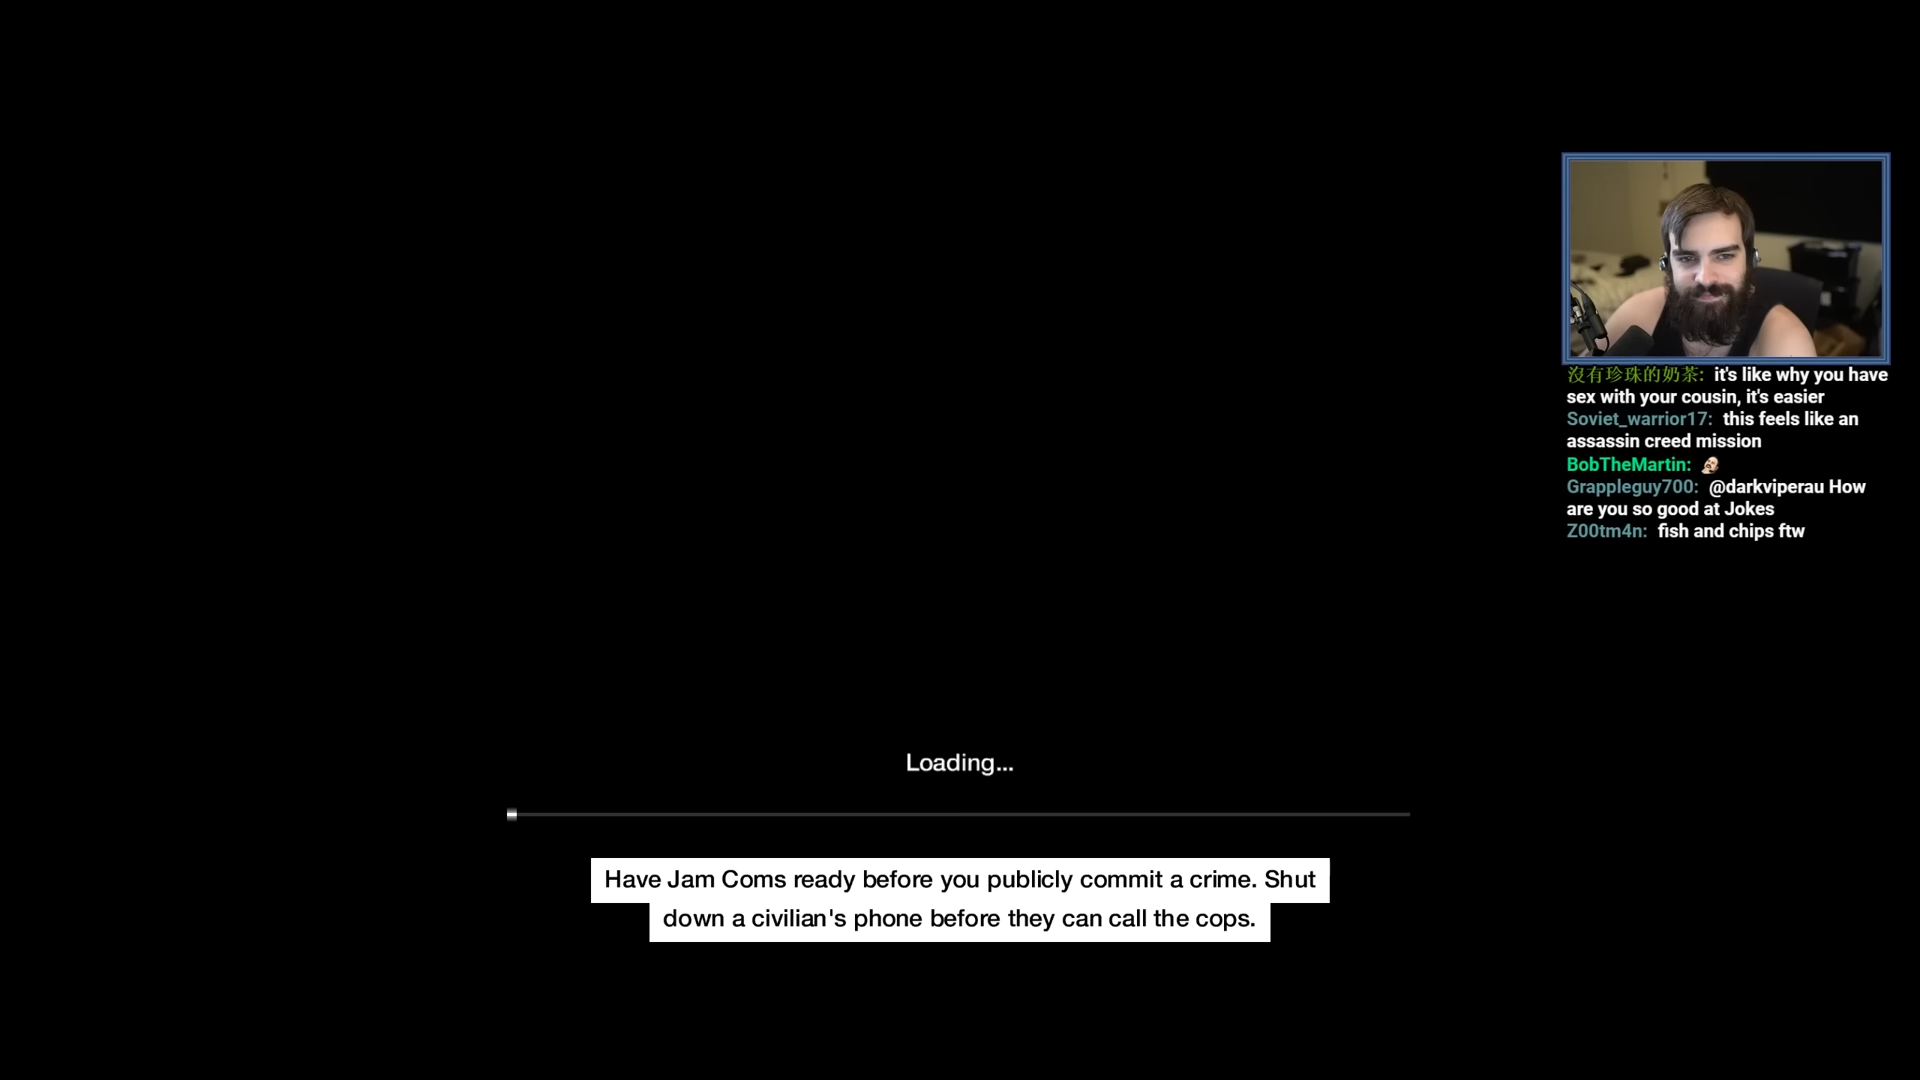 沒有珍珠的奶茶: it's like why you have
sex with your cousin, it's easier
Soviet_warrior17: this feels like an
assassin creed mission
BobTheMartin:
Grappleguy700: @darkviperau How
are you so good at Jokes
Z00tm4n: fish and chips ftw
Loading...
Have Jam Coms ready before you publicly commit a crime. Shut
down a civilian's phone before they can call the cops.